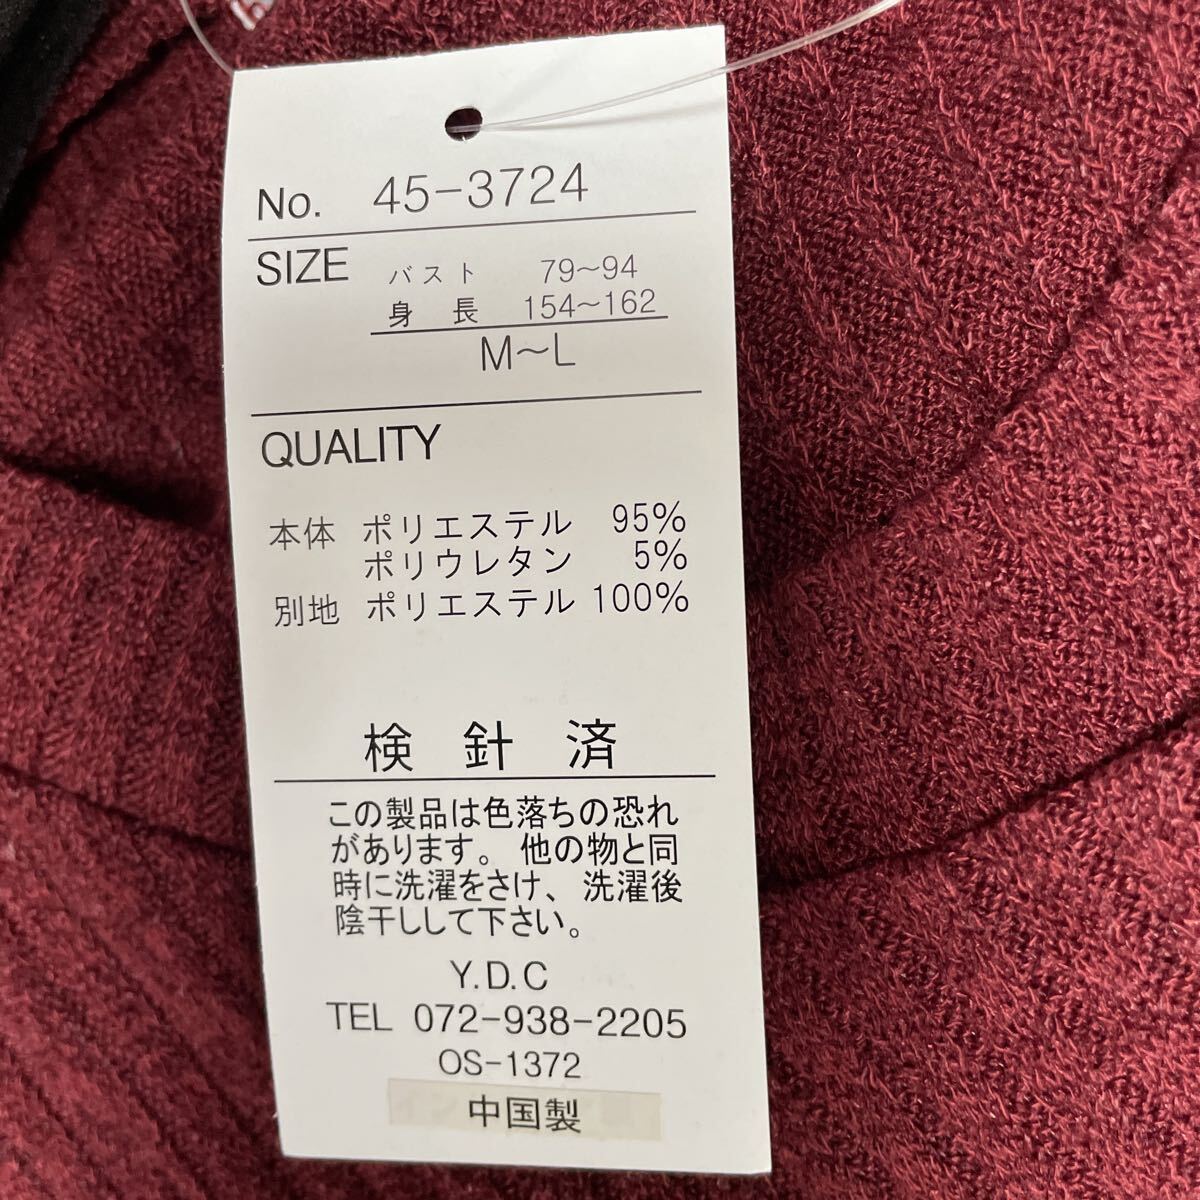 No. 45-3724
SIZE バスト 79~94
身長 154~162
M~L
QUALITY
本体 ポリエステル 95%
ポリウレタン 5%
別地 ポリエステル 100%
検針済
この製品は色落ちの恐れ
があります。他の物と同
時に洗濯をさけ、洗濯後
陰干しして下さい。
Y.D.C
TEL 072-938-2205
OS-1372
中国製